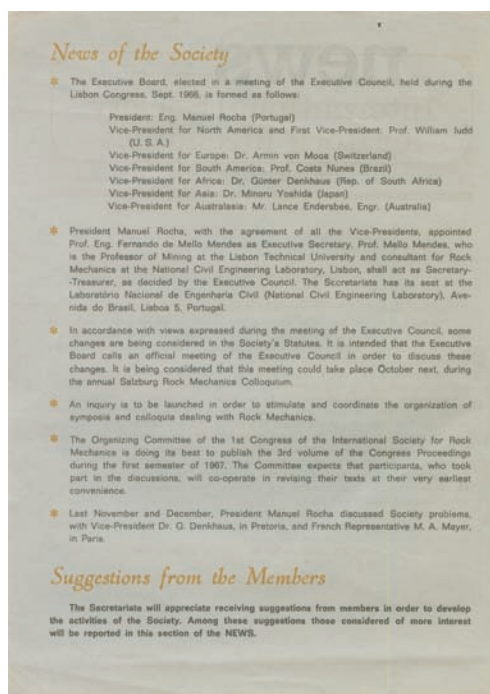 News of the Society
The Executive Board, elected in a meeting of the Executive Council, held during the
Lisbon Congress, Sept. 1966, is formed as follows:
President: Eng. Manuel Rocha (Portugal)
Vice-President for North America and First Vice-President: Prof. William Judd
(U. S. A.)
Vice-President for Europe: Dr. Armin von Moos (Switzerland)
Vice-President for South America: Prof. Costa Nunes (Brazil)
Vice-President for Africa: Dr. Günter Denkhaus (Rep. of South Africa)
Vice-President for Asia: Dr. Minoru Yoshida (Japan)
Vice-President for Australasia: Mr. Lance Endersbee, Engr. (Australia)
President Manuel Rocha, with the agreement of all the Vice-Presidents, appointed
Prof. Eng. Fernando de Mello Mendes as Executive Secretary. Prof. Mello Mendes, who
is the Professor of Mining at the Lisbon Technical University and consultant for Rock
Mechanics at the National Civil Engineering Laboratory, Lisbon, shall act as Secretary-
-Treasurer, as decided by the Executive Council. The Secretariate has its seat at the
Laboratório Nacional de Engenharia Civil (National Civil Engineering Laboratory), Ave-
nida do Brasil, Lisboa 5, Portugal.
In accordance with views expressed during the meeting of the Executive Council, some
changes are being considered in the Society's Statutes. It is intended that the Executive
Board calls an official meeting of the Executive Council in order to discuss these
changes. It is being considered that this meeting could take place October next, during
the annual Salzburg Rock Mechanics Colloquium.
An inquiry is to be launched in order to stimulate and coordinate the organization of
symposia and colloquia dealing with Rock Mechanics.
The Organizing Committee of the 1st Congress of the International Society for Rock
Mechanics is doing its best to publish the 3rd volume of the Congress Proceedings
during the first semester of 1967. The Committee expects that participants, who took
part in the discussions, will co-operate in revising their texts at their very earliest
convenience.
Last November and December, President Manuel Rocha discussed Society problems,
with Vice-President Dr. G. Denkhaus, in Pretoria, and French Representative M. A. Mayer,
in Paris.
Suggestions from the Members
The Secretariate will appreciate receiving suggestions from members in order to develop
the activities of the Society. Among these suggestions those considered of more interest
will be reported in this section of the NEWS.